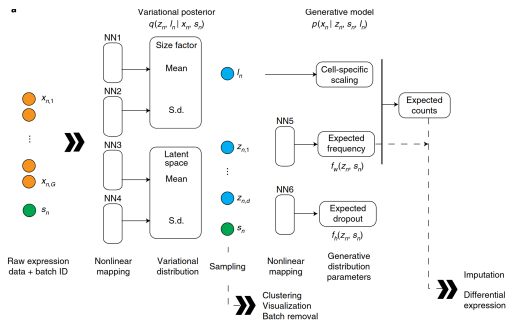 a
Variational posterior
q(zₙ, lₙ | xₙ, sₙ)
Generative model
p(xₙ | zₙ, sₙ, lₙ)
NN1
Size factor
Mean
lₙ
Cell-specific
scaling
xₙ,₁
NN2
S.d.
Expected
counts
NN5
...
NN3
Latent
space
Mean
zₙ,₁
Expected
frequency
f_w(zₙ, sₙ)
xₙ,G
...
NN4
S.d.
zₙ,d
NN6
Expected
dropout
f_h(zₙ, sₙ)
sₙ
sₙ
Raw expression
data + batch ID
Nonlinear
mapping
Variational
distribution
Sampling
Nonlinear
mapping
Generative
distribution
parameters
Imputation
Differential
expression
Clustering
Visualization
Batch removal